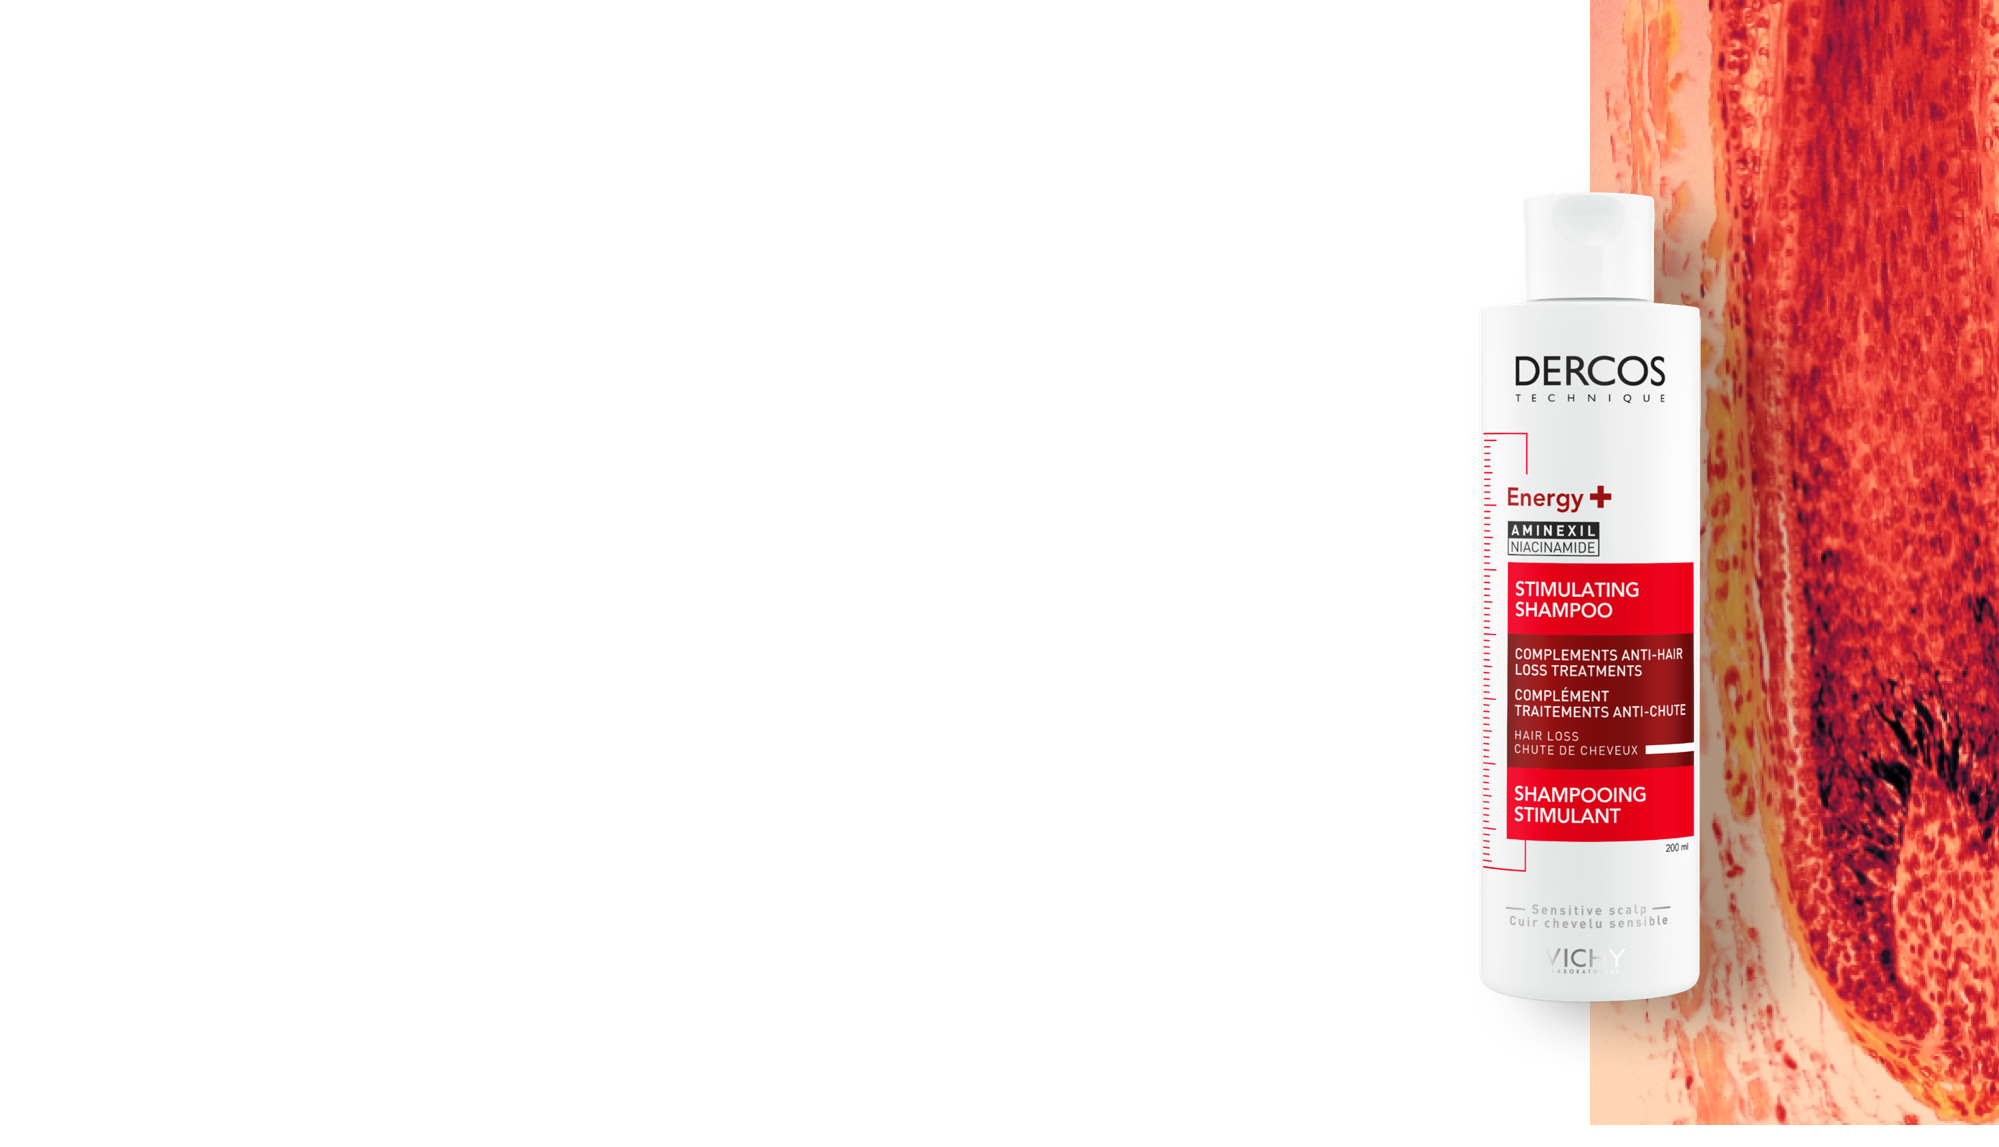 DERCOS
TECHNIQUE
Energy +
AMINEXIL
NIACINAMIDE
STIMULATING
SHAMPOO
COMPLEMENTS ANTI-HAIR
LOSS TREATMENTS
COMPLÉMENT
TRAITEMENTS ANTI-CHUTE
HAIR LOSS
CHUTE DE CHEVEUX
SHAMPOOING
STIMULANT
200 ml
Sensitive scalp
Cuir chevelu sensible
VICHY